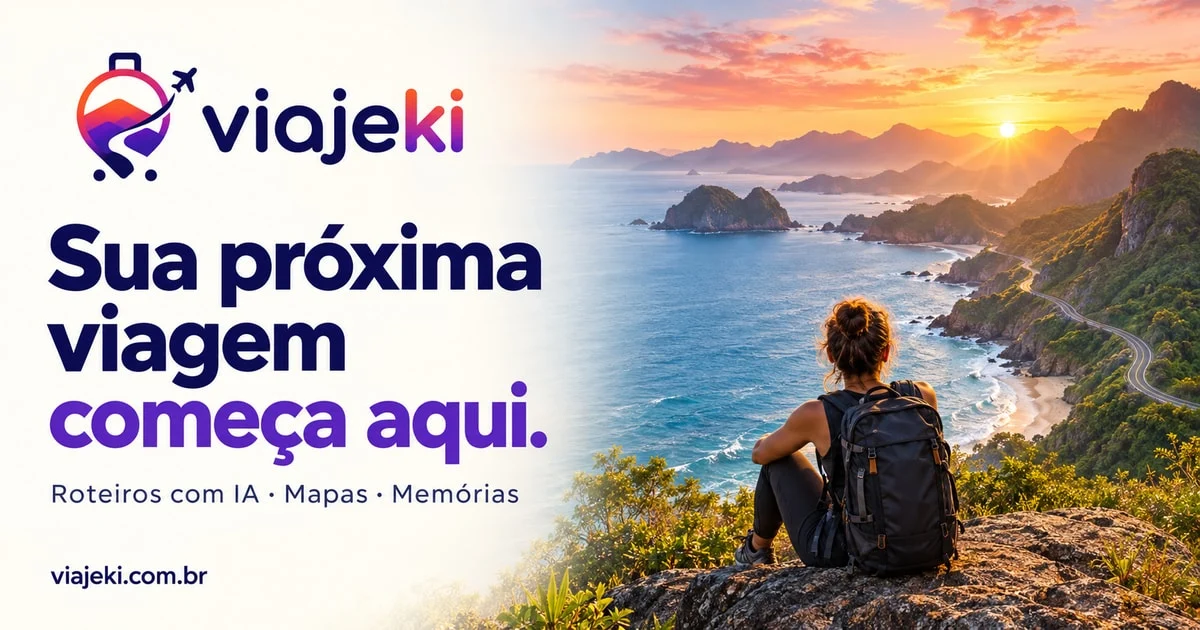 viajeki
Sua próxima
viagem
começa aqui.
Roteiros com IA · Mapas · Memórias
viajeki.com.br